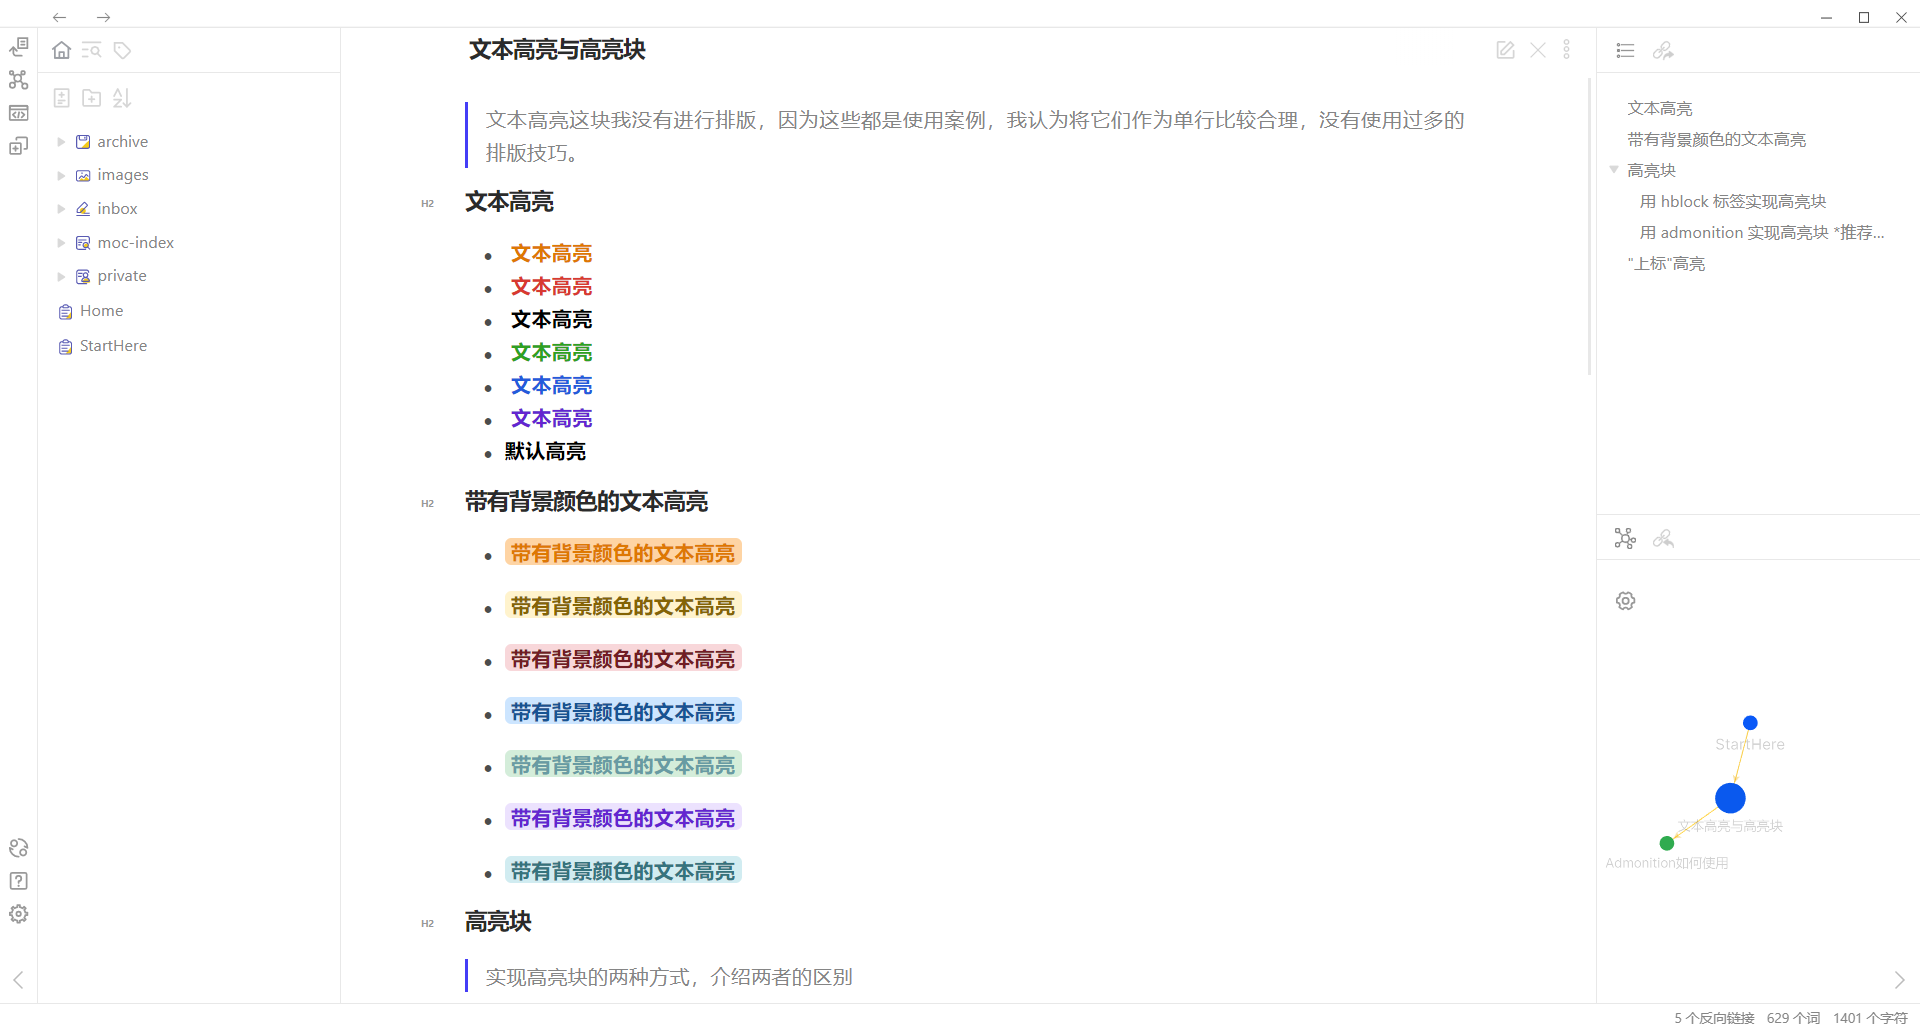 archive
images
inbox
moc-index
private
Home
StartHere
文本高亮与高亮块
文本高亮这块我没有进行排版，因为这些都是使用案例，我认为将它们作为单行比较合理，没有使用过多的
排版技巧。
H2 文本高亮
文本高亮
文本高亮
文本高亮
文本高亮
文本高亮
文本高亮
默认高亮
H2 带有背景颜色的文本高亮
带有背景颜色的文本高亮
带有背景颜色的文本高亮
带有背景颜色的文本高亮
带有背景颜色的文本高亮
带有背景颜色的文本高亮
带有背景颜色的文本高亮
带有背景颜色的文本高亮
H2 高亮块
实现高亮块的两种方式，介绍两者的区别
文本高亮
带有背景颜色的文本高亮
高亮块
用 hblock 标签实现高亮块
用 admonition 实现高亮块 *推荐...
"上标"高亮
StartHere
文本高亮与高亮块
Admonition如何使用
5 个反向链接 629 个词 1401 个字符